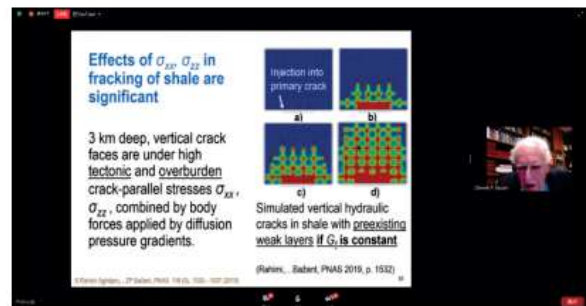 LIVE
Effects of σxx, σzz in
fracking of shale are
significant
3 km deep, vertical crack
faces are under high
tectonic and overburden
crack-parallel stresses σxx,
σzz, combined by body
forces applied by diffusion
pressure gradients.
Injection into
primary crack
a)
b)
c)
d)
Simulated vertical hydraulic
cracks in shale with preexisting
weak layers if Gf is constant
(Rahimi,.. Bažant, PNAS 2019, p. 1532)